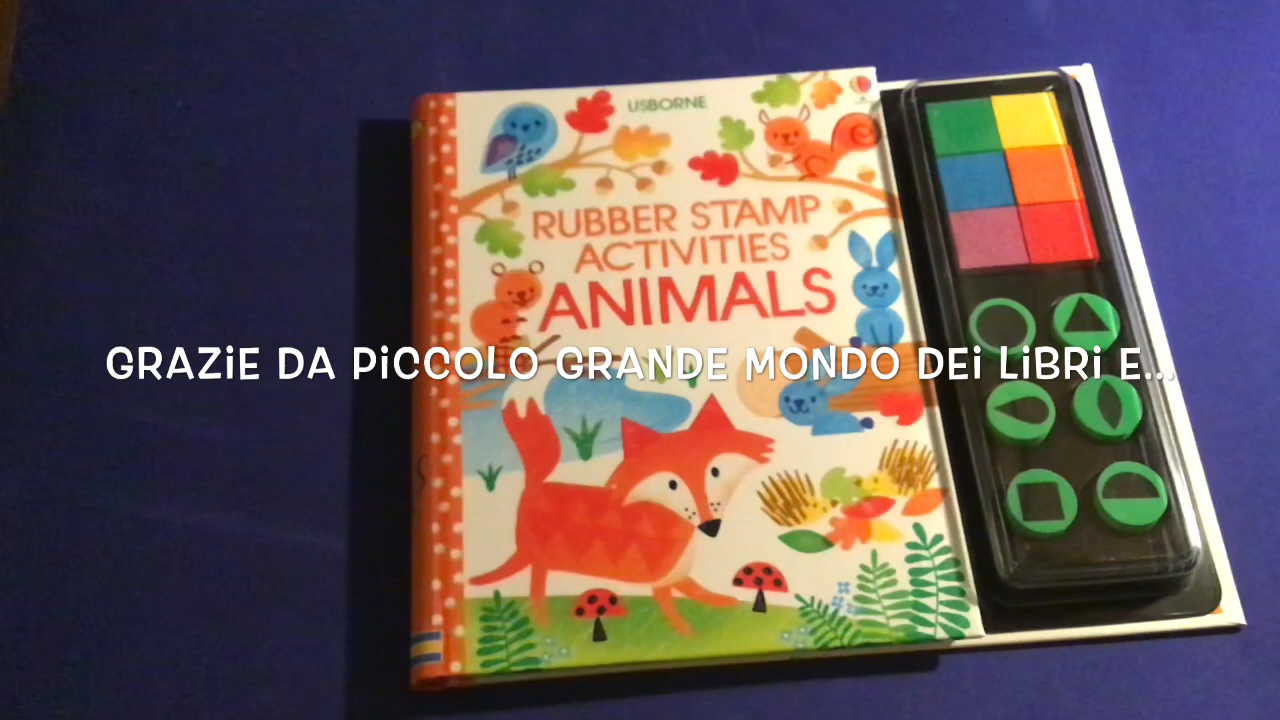 USBORNE
RUBBER STAMP
ACTIVITIES
ANIMALS
GRAZiE DA PiCCOLO GRANDE MONDO DEi LiBRi E...